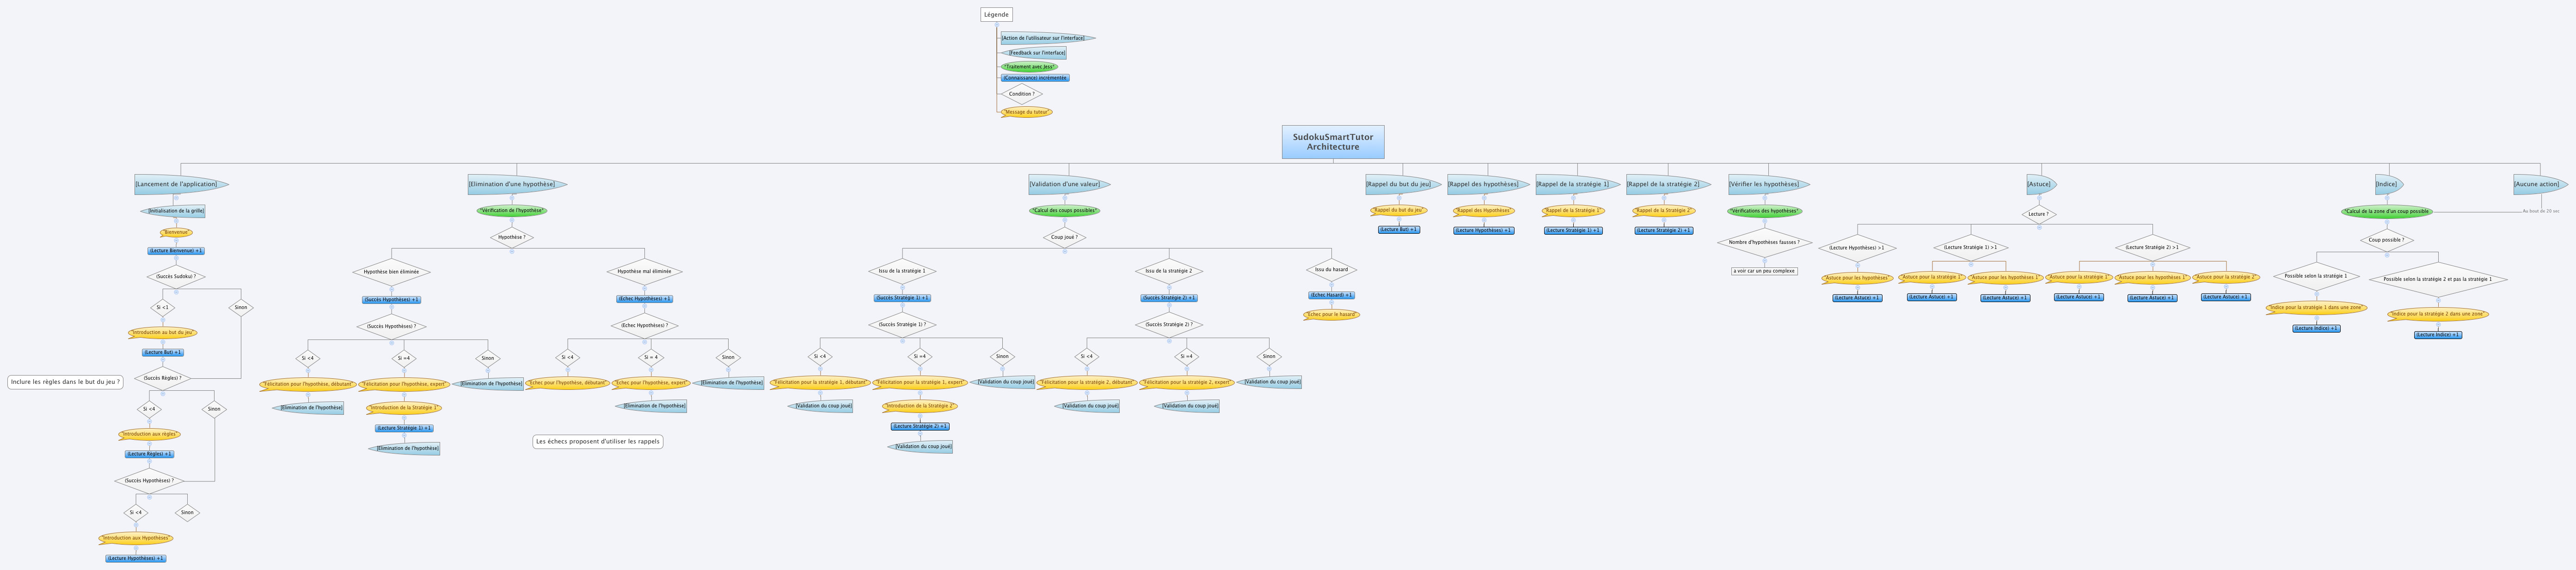 Légende
[Action de l'utilisateur sur l'interface]
[Feedback sur l'interface]
"Traitement avec Jess"
(Connaissance) incrémentée
Condition ?
"Message du tuteur"
SudokuSmartTutor
Architecture
[Lancement de l'application]
[Initialisation de la grille]
"Bienvenue"
(Lecture Bienvenue) +1
(Succès Sudoku) ?
Si <1
Sinon
"Introduction au but du jeu"
(Lecture But) +1
(Succès Règles) ?
Inclure les règles dans le but du jeu ?
Si <4
Sinon
"Introduction aux règles"
(Lecture Règles) +1
(Succès Hypothèses) ?
Si <4
Sinon
"Introduction aux Hypothèses"
(Lecture Hypothèses) +1
[Elimination d'une hypothèse]
"Vérification de l'hypothèse"
Hypothèse ?
Hypothèse bien éliminée
(Succès Hypothèses) +1
(Succès Hypothèses) ?
Si <4
Si =4
Sinon
"Félicitation pour l'hypothèse, débutant"
"Félicitation pour l'hypothèse, expert"
[Elimination de l'hypothèse]
[Elimination de l'hypothèse]
"Introduction de la Stratégie 1"
(Lecture Stratégie 1) +1
[Elimination de l'hypothèse]
Hypothèse mal éliminée
(Echec Hypothèses) +1
(Echec Hypothèses) ?
Si <4
Si = 4
Sinon
"Echec pour l'hypothèse, débutant"
"Echec pour l'hypothèse, expert"
[Elimination de l'hypothèse]
[Elimination de l'hypothèse]
Les échecs proposent d'utiliser les rappels
[Validation d'une valeur]
"Calcul des coups possibles"
Coup joué ?
Issu de la stratégie 1
(Succès Stratégie 1) +1
(Succès Stratégie 1) ?
Si <4
Si =4
Sinon
"Félicitation pour la stratégie 1, débutant"
"Félicitation pour la stratégie 1, expert"
[Validation du coup joué]
[Validation du coup joué]
"Introduction de la Stratégie 2"
(Lecture Stratégie 2) +1
[Validation du coup joué]
Issu de la stratégie 2
(Succès Stratégie 2) +1
(Succès Stratégie 2) ?
Si <4
Si =4
Sinon
"Félicitation pour la stratégie 2, débutant"
"Félicitation pour la stratégie 2, expert"
[Validation du coup joué]
[Validation du coup joué]
[Validation du coup joué]
Issu du hasard
(Echec Hasard) +1
"Echec pour le hasard"
[Rappel du but du jeu]
"Rappel du but du jeu"
(Lecture But) +1
[Rappel des hypothèses]
"Rappel des Hypothèses"
(Lecture Hypothèses) +1
[Rappel de la stratégie 1]
"Rappel de la Stratégie 1"
(Lecture Stratégie 1) +1
[Rappel de la stratégie 2]
"Rappel de la Stratégie 2"
(Lecture Stratégie 2) +1
[Vérifier les hypothèses]
"Vérifications des hypothèses"
Nombre d'hypothèses fausses ?
a voir car un peu complexe
[Astuce]
Lecture ?
(Lecture Hypothèses) >1
"Astuce pour les hypothèses"
(Lecture Astuce) +1
(Lecture Stratégie 1) >1
"Astuce pour la stratégie 1"
(Lecture Astuce) +1
"Astuce pour les hypothèses 1"
(Lecture Astuce) +1
(Lecture Stratégie 2) >1
"Astuce pour la stratégie 1"
(Lecture Astuce) +1
"Astuce pour les hypothèses 1"
(Lecture Astuce) +1
"Astuce pour la stratégie 2"
(Lecture Astuce) +1
[Indice]
"Calcul de la zone d'un coup possible
Coup possible ?
Possible selon la stratégie 1
"Indice pour la stratégie 1 dans une zone"
(Lecture Indice) +1
Possible selon la stratégie 2 et pas la stratégie 1
"Indice pour la stratégie 2 dans une zone"
(Lecture Indice) +1
[Aucune action]
Au bout de 20 sec